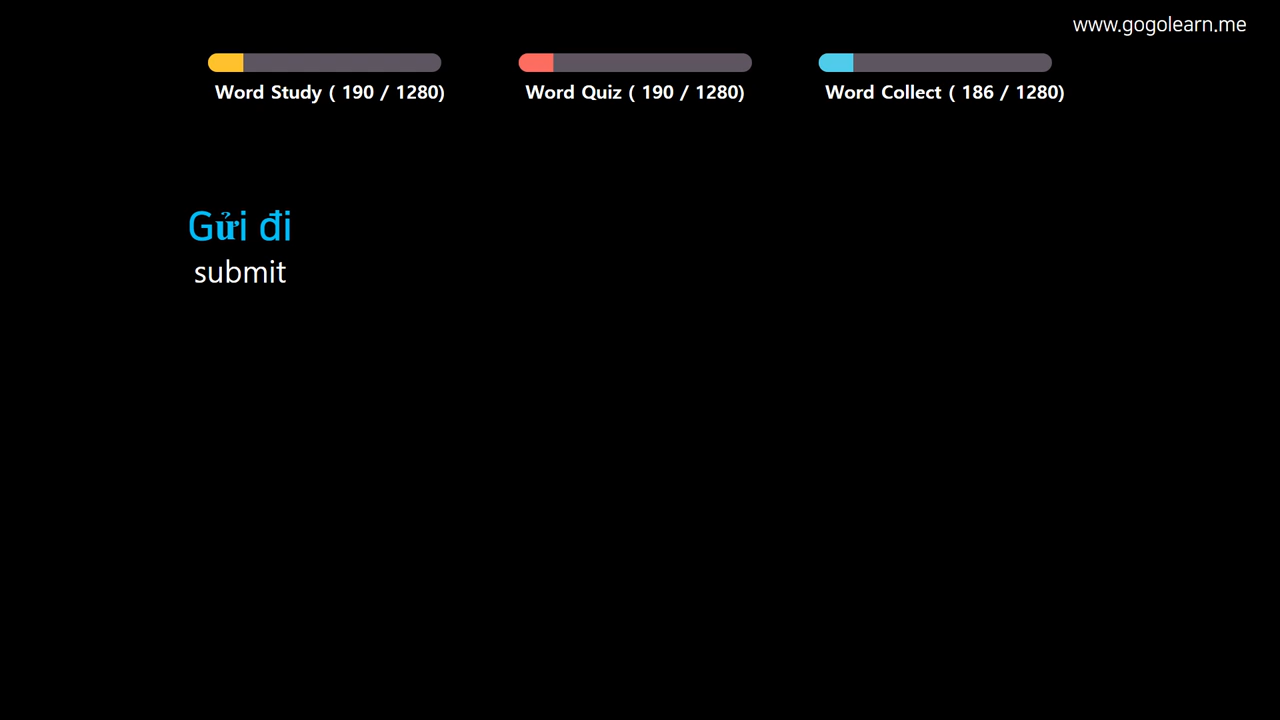 www.gogolearn.me
Word Study ( 190 / 1280)
Word Quiz ( 190 / 1280)
Word Collect ( 186 / 1280)
Gửi đi
submit